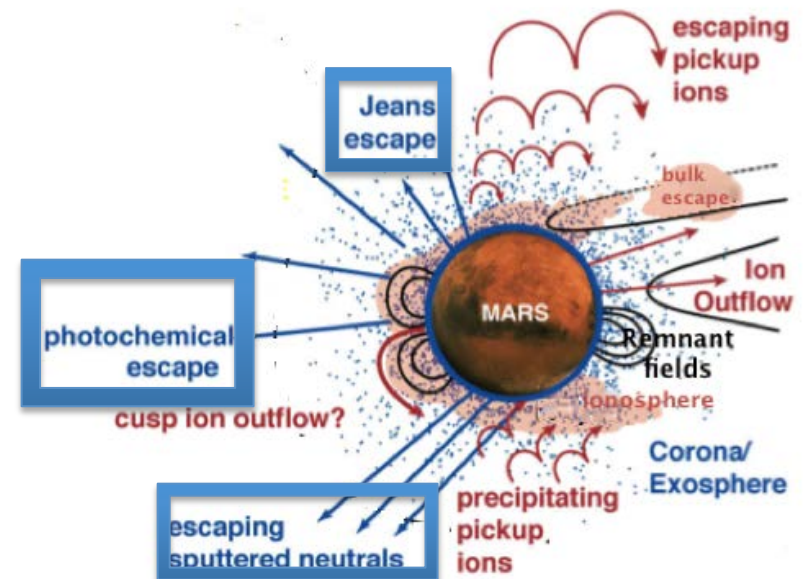 escaping
pickup
ions
Jeans
escape
bulk
escape
Ion
Outflow
MARS
photochemical
escape
Remnant
fields
Ionosphere
cusp ion outflow?
Corona/
Exosphere
precipitating
pickup
ions
escaping
sputtered neutrals